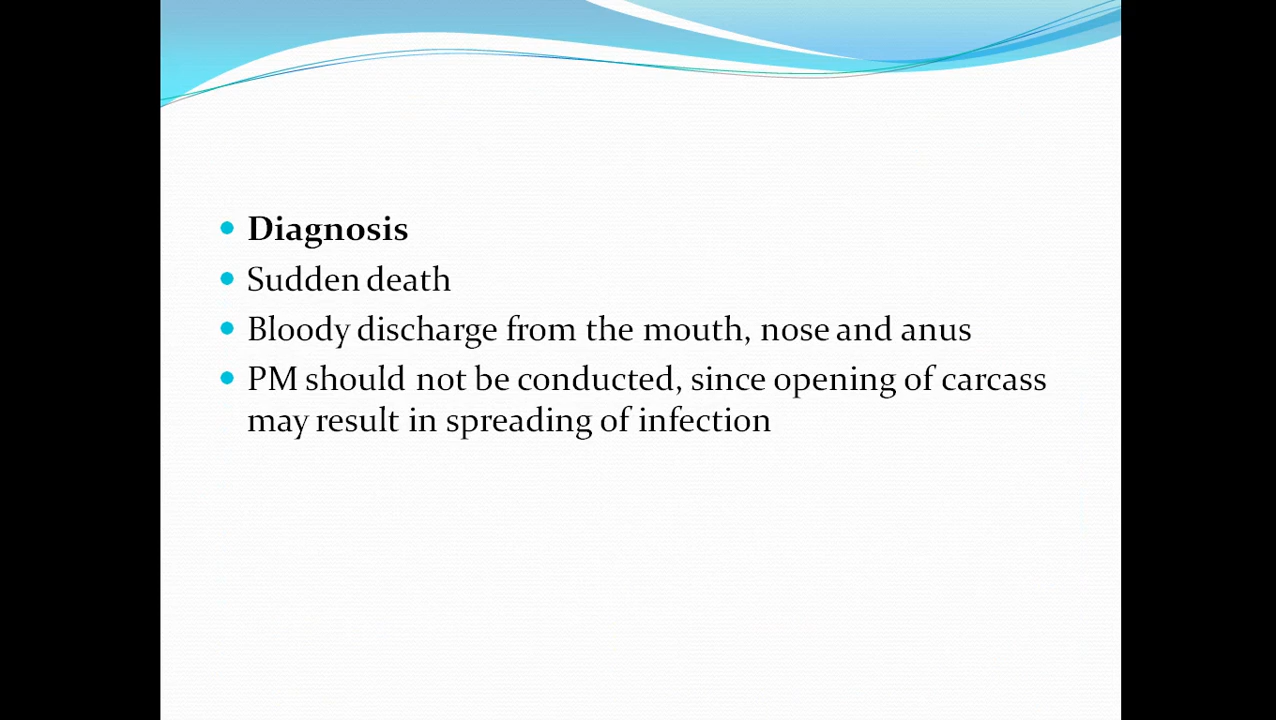 Diagnosis
Sudden death
Bloody discharge from the mouth, nose and anus
PM should not be conducted, since opening of carcass
may result in spreading of infection